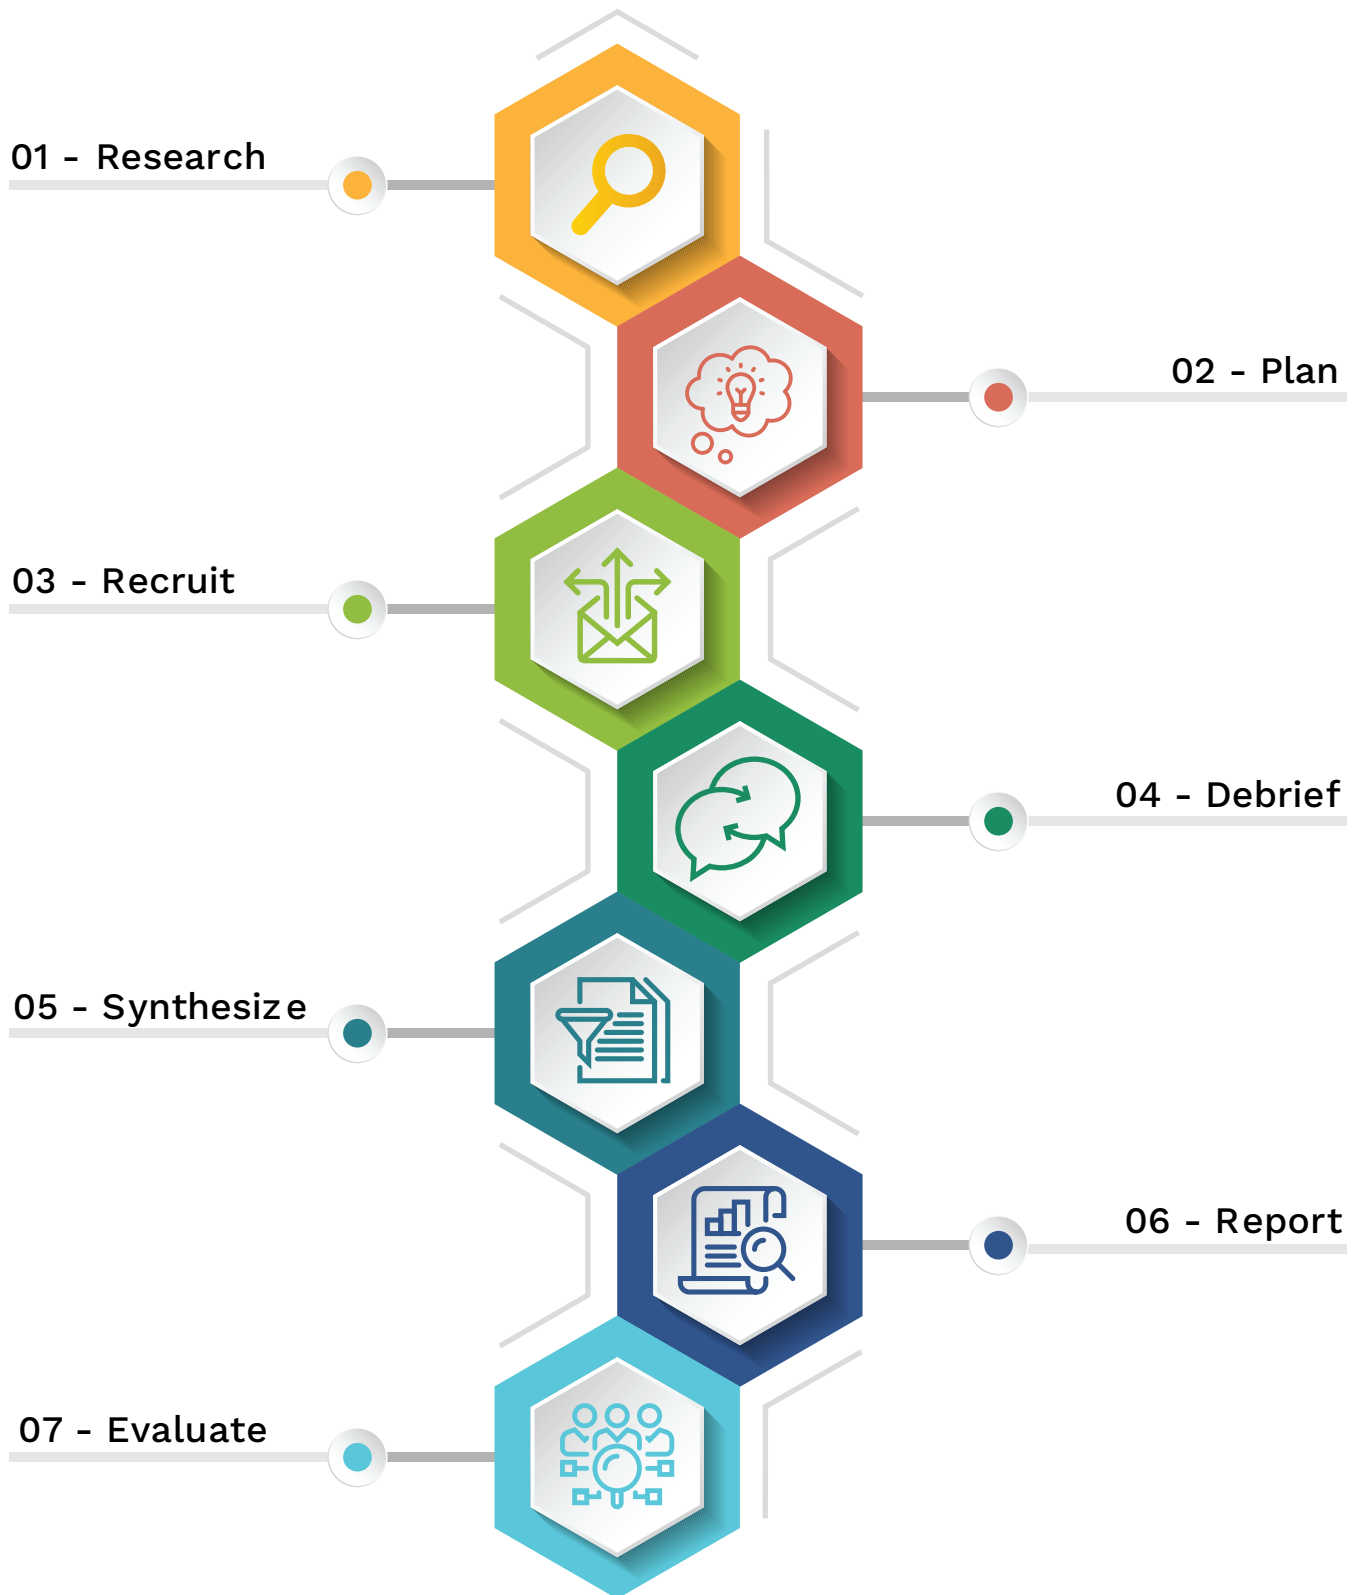 01 - Research
02 - Plan
03 - Recruit
04 - Debrief
05 - Synthesize
06 - Report
07 - Evaluate